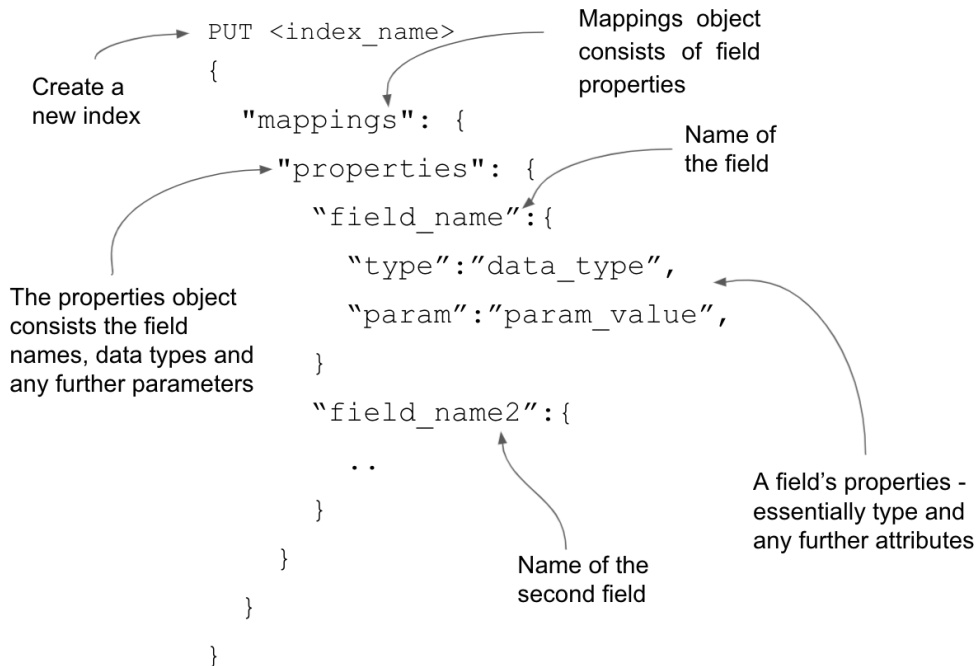 PUT <index_name>
{
"mappings": {
"properties": {
“field_name”:{
“type”:”data_type”,
“param”:”param_value”,
}
“field_name2”:{
..
}
}
}
}
Create a
new index
Mappings object
consists of field
properties
Name of
the field
The properties object
consists the field
names, data types and
any further parameters
A field’s properties -
essentially type and
any further attributes
Name of the
second field